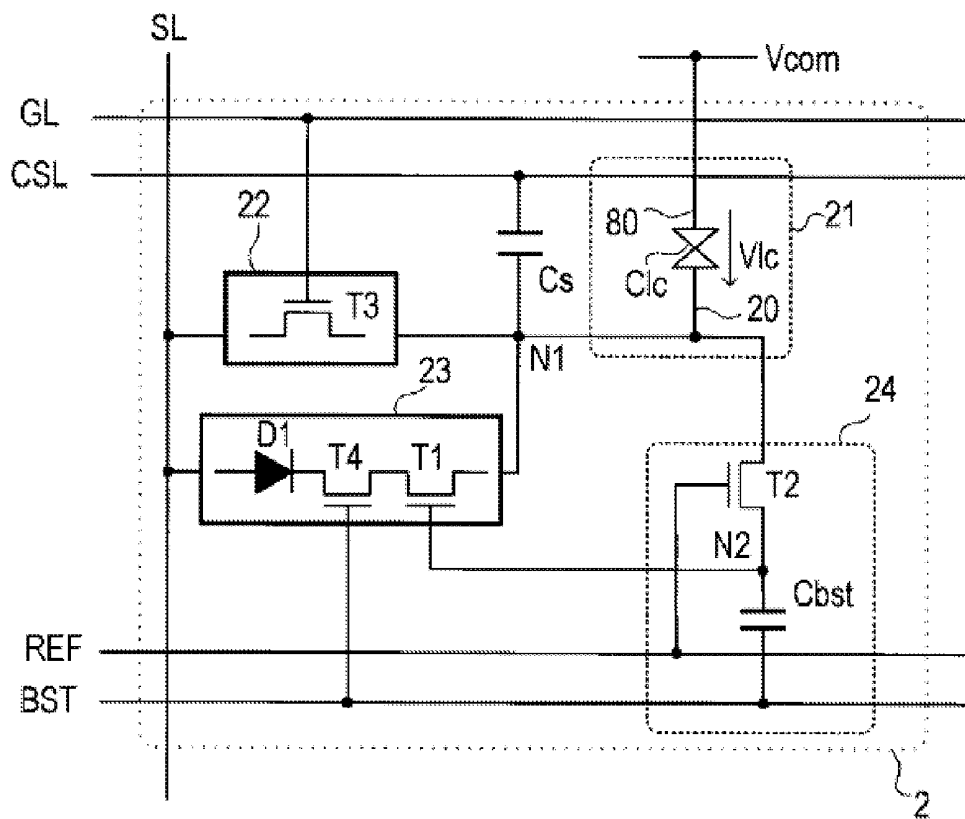 SL
Vcom
GL
CSL
22
80
21
Clc
Vlc
Cs
T3
20
N1
23
24
D1
T4
T1
T2
N2
Cbst
REF
BST
2